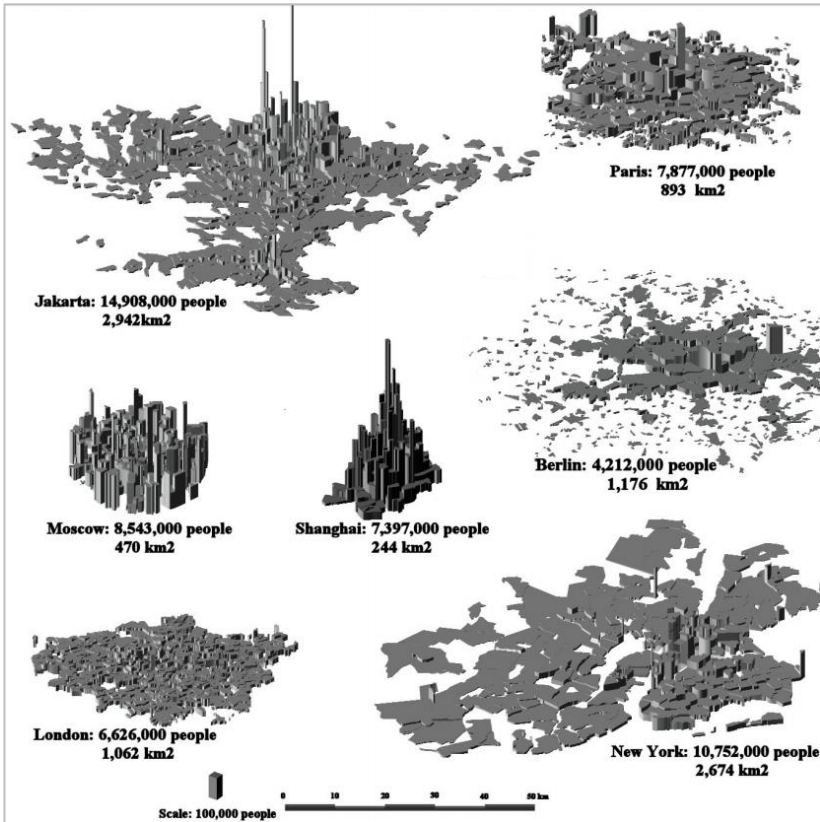 Paris: 7,877,000 people
893 km2
Jakarta: 14,908,000 people
2,942km2
Berlin: 4,212,000 people
1,176 km2
Moscow: 8,543,000 people
470 km2
Shanghai: 7,397,000 people
244 km2
London: 6,626,000 people
1,062 km2
New York: 10,752,000 people
2,674 km2
0 10 20 30 40 50 km
Scale: 100,000 people